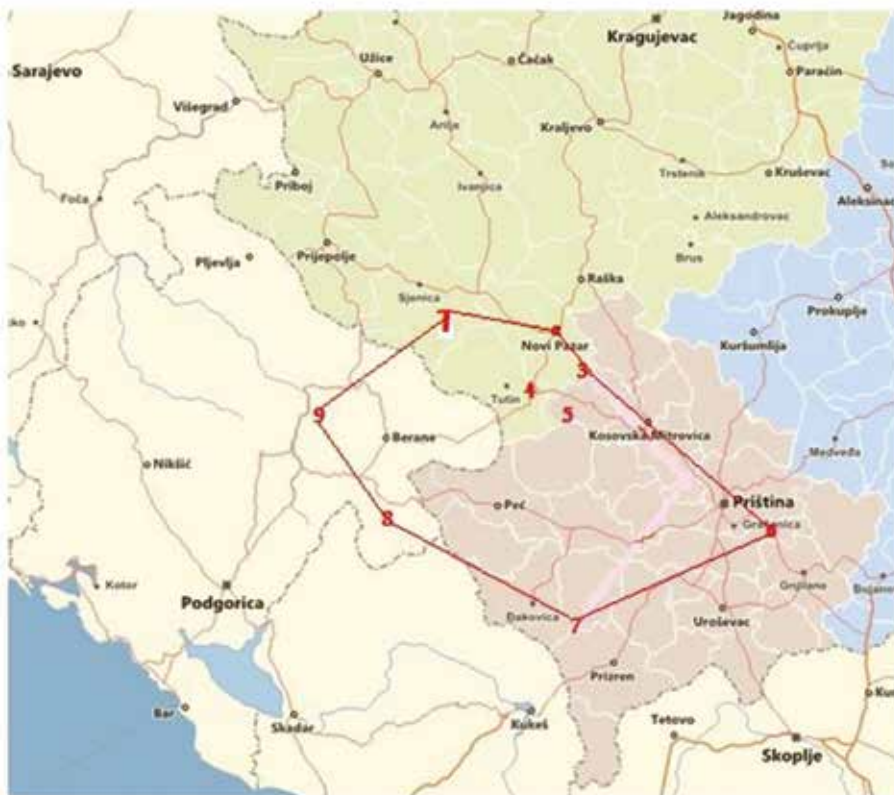 Jagodina
Kragujevac
Ćuprija
Užice
Čačak
Paraćin
Sarajevo
Višegrad
Arilje
Kraljevo
Trstenik
Kruševac
Priboj
Ivanjica
Aleksinac
Foča
Aleksandrovac
Prijepolje
Brus
Pljevlja
Raška
Sjenica
Prokuplje
1
Novi Pazar
Kuršumlija
3
Tutin
4
9
5
Berane
Kosovska Mitrovica
Medveđa
Nikšić
Peć
Priština
8
Gračanica
6
Kotor
Gnjilane
Podgorica
Đakovica
7
Uroševac
Prizren
Bar
Skadar
Kukeš
Tetovo
Skoplje